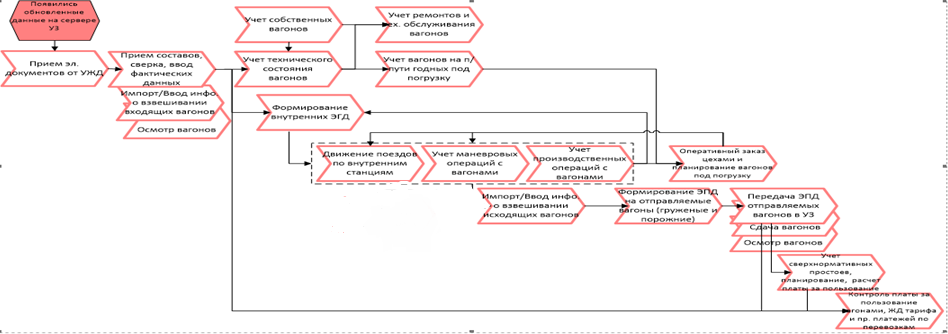 Появились
обновленные
данные на сервере
УЗ
Прием эл.
документов от УЖД
Прием составов,
сверка, ввод
фактических
данных
Импорт/Ввод инфо.
о взвешивании
входящих вагонов
Осмотр вагонов
Учет собственных
вагонов
Учет технического
состояния
вагонов
Учет ремонтов и
тех. обслуживания
вагонов
Учет вагоны на п/
пути годных под
погрузку
Формирование
внутренних ЭГД
Движение поездов
по внутренним
станциям
Учет маневровых
операций с
вагонами
Учет
производственных
операций с
вагонами
Оперативный заказ
цехами и
планирование вагонов
под погрузку
Импорт/Ввод инфо.
о взвешивании
исходящих вагонов
Формирование ЭПД
на отправляемые
вагоны (груженые и
порожние)
Передача ЭПД
отправляемых
вагонов в УЗ
Сдача вагонов
Осмотр вагонов
Учет
сверхнормативных
простоев,
планирование, расчет
платы за пользование
Контроль платы за
пользование
вагонами, ЖД тарифа
и пр. платежей по
перевозкам